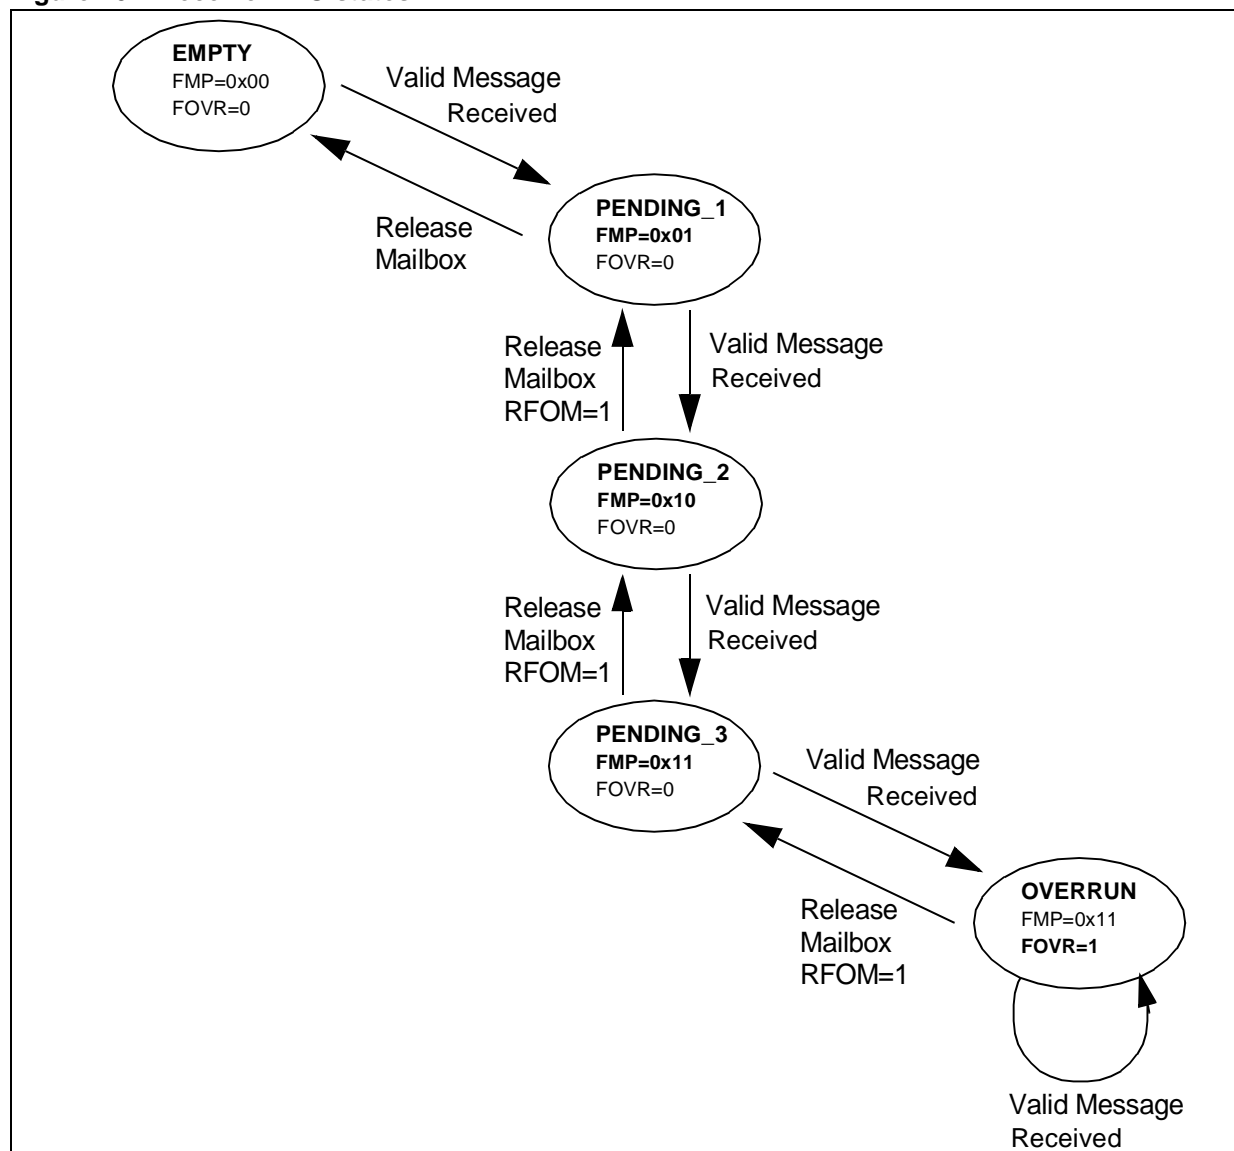 EMPTY
FMP=0x00
FOVR=0
Valid Message
Received
Release
Mailbox
PENDING_1
FMP=0x01
FOVR=0
Release
Mailbox
RFOM=1
Valid Message
Received
PENDING_2
FMP=0x10
FOVR=0
Release
Mailbox
RFOM=1
Valid Message
Received
PENDING_3
FMP=0x11
FOVR=0
Valid Message
Received
Release
Mailbox
RFOM=1
OVERRUN
FMP=0x11
FOVR=1
Valid Message
Received